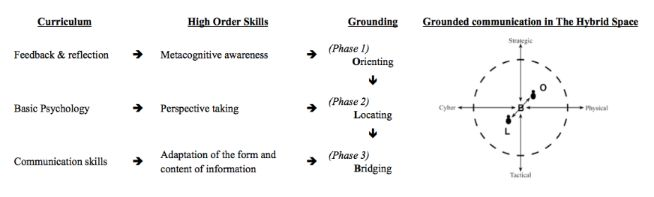 Curriculum High Order Skills Grounding Grounded communication in The Hybrid Space
Strategic
Feedback & reflection Metacognitive awareness (Phase 1)
Orienting
O
Basic Psychology Perspective taking (Phase 2)
Locating
Cyber B Physical
L
Communication skills Adaptation of the form and
content of information (Phase 3)
Bridging
Tactical